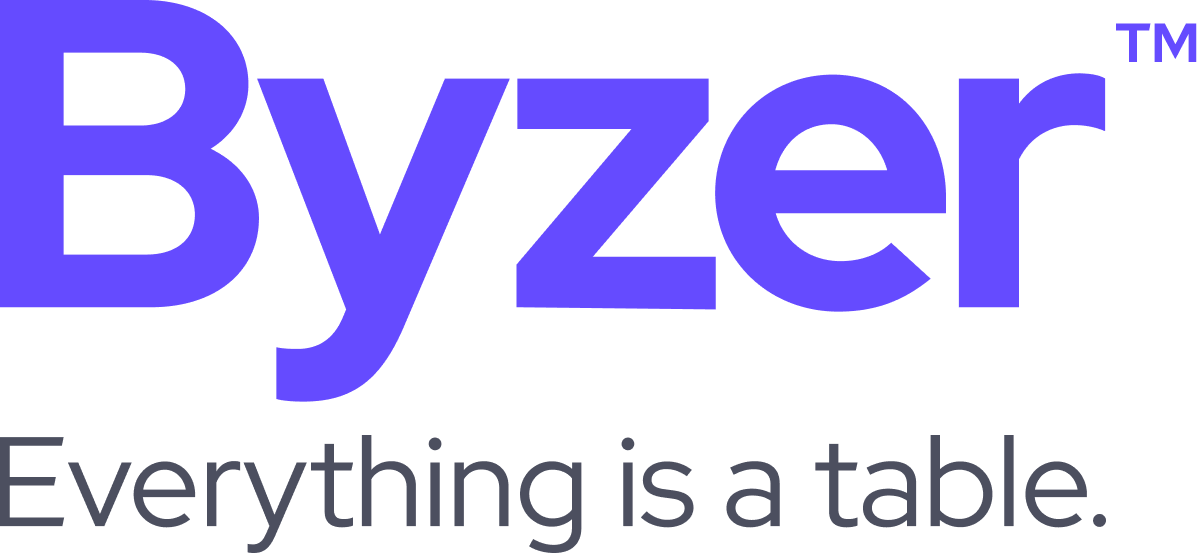 Byzer™
Everything is a table.